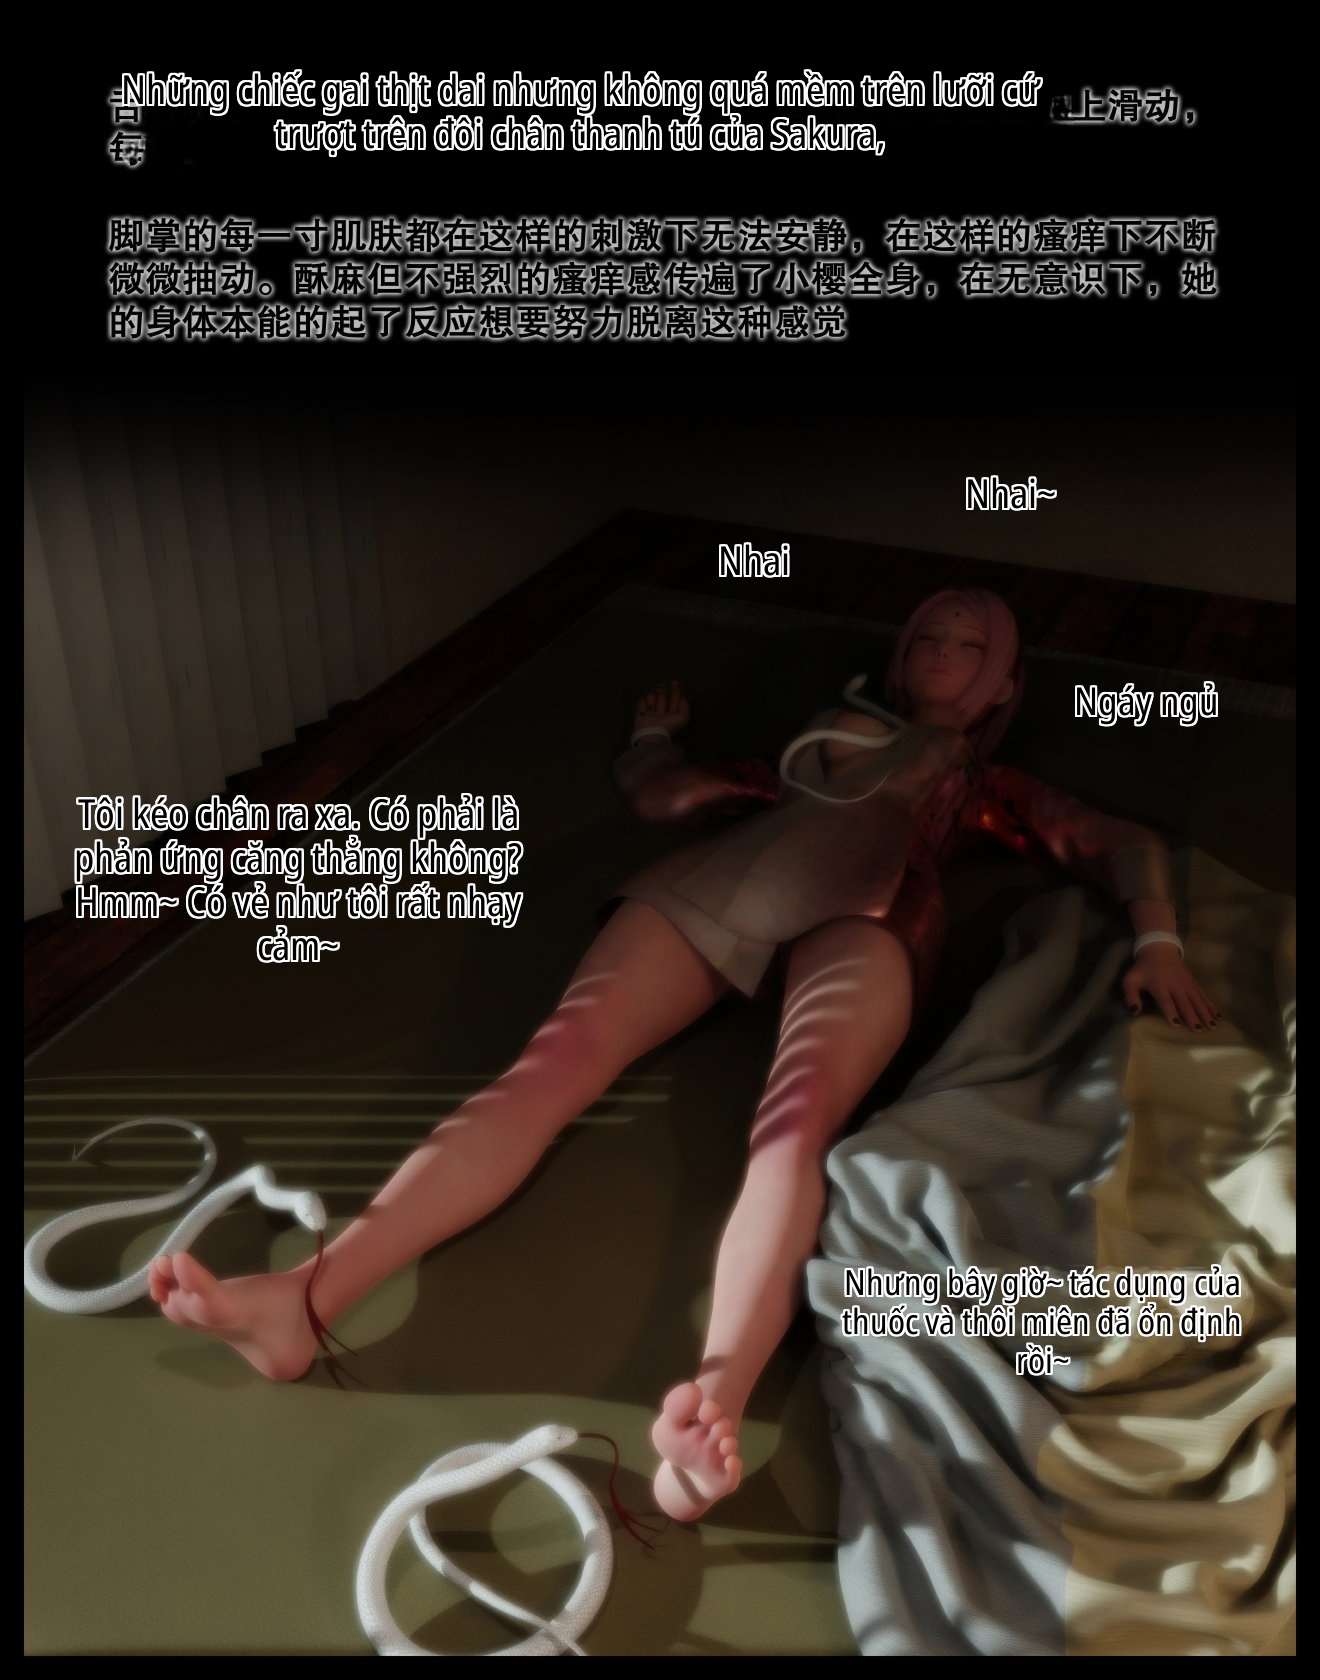 Những chiếc gai thịt dai nhưng không quá mềm trên lưỡi cứ
上滑动，
trượt trên đôi chân thanh tú của Sakura,
每
脚掌的每一寸肌肤都在这样的刺激下无法安静，在这样的瘙痒下不断
微微抽动。酥麻但不强烈的瘙痒感传遍了小樱全身，在无意识下，她
的身体本能的起了反应想要努力脱离这种感觉
Nhai~
Nhai
Ngáy ngủ
Tôi kéo chân ra xa. Có phải là
phản ứng căng thẳng không?
Hmm~ Có vẻ như tôi rất nhạy
cảm~
Nhưng bây giờ~ tác dụng của
thuốc và thôi miên đã ổn định
rồi~